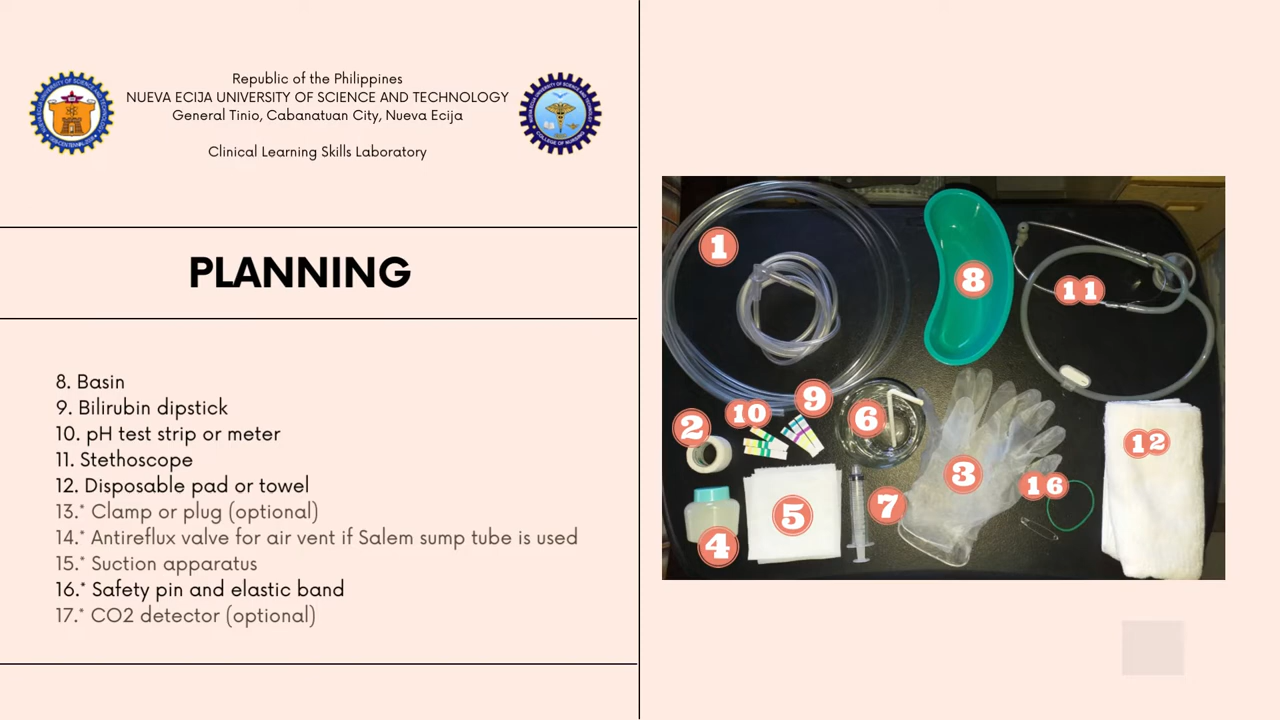 Republic of the Philippines
NUEVA ECIJA UNIVERSITY OF SCIENCE AND TECHNOLOGY
General Tinio, Cabanatuan City, Nueva Ecija
Clinical Learning Skills Laboratory
PLANNING
8. Basin
9. Bilirubin dipstick
10. pH test strip or meter
11. Stethoscope
12. Disposable pad or towel
13.* Clamp or plug (optional)
14.* Antireflux valve for air vent if Salem sump tube is used
15.* Suction apparatus
16.* Safety pin and elastic band
17.* CO2 detector (optional)
1
8
11
9
10
6
2
12
3
16
5
7
4